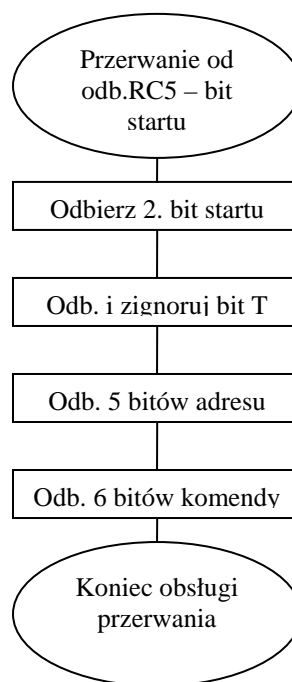 Przerwanie od
odb.RC5 – bit
startu
Odbierz 2. bit startu
Odb. i zignoruj bit T
Odb. 5 bitów adresu
Odb. 6 bitów komendy
Koniec obsługi
przerwania